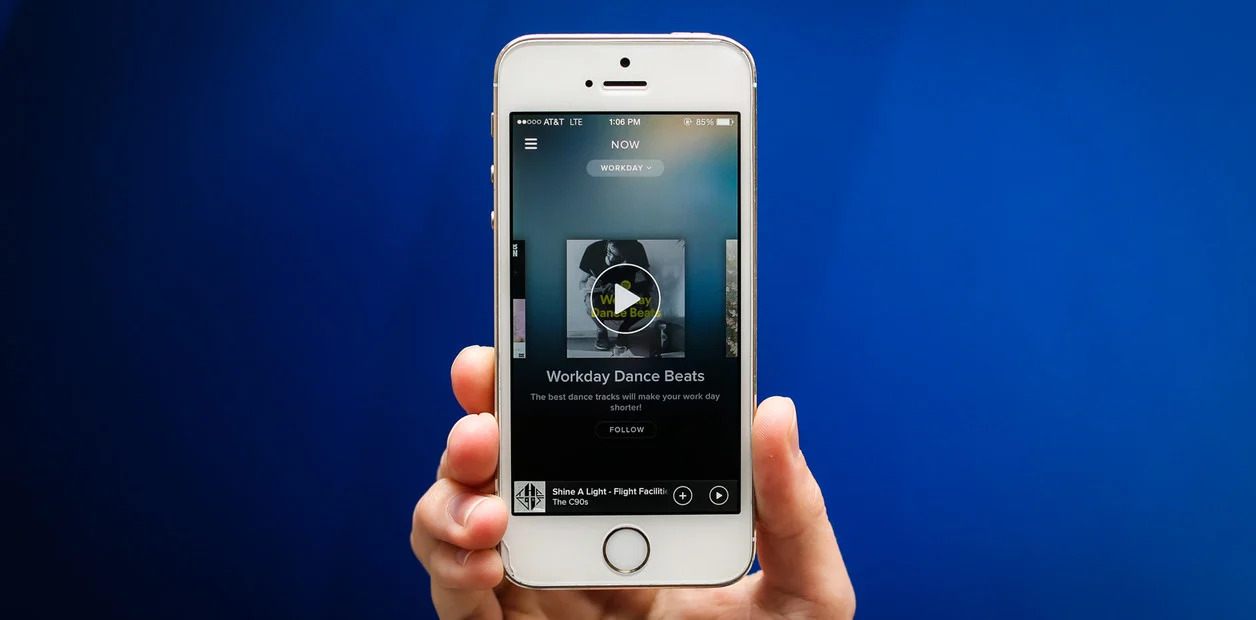 AT&T LTE 1:06 PM 85%
NOW
WORKDAY
Workday
Dance Beats
Workday Dance Beats
The best dance tracks will make your work day
shorter!
FOLLOW
Shine A Light - Flight Faciliti
The C90s